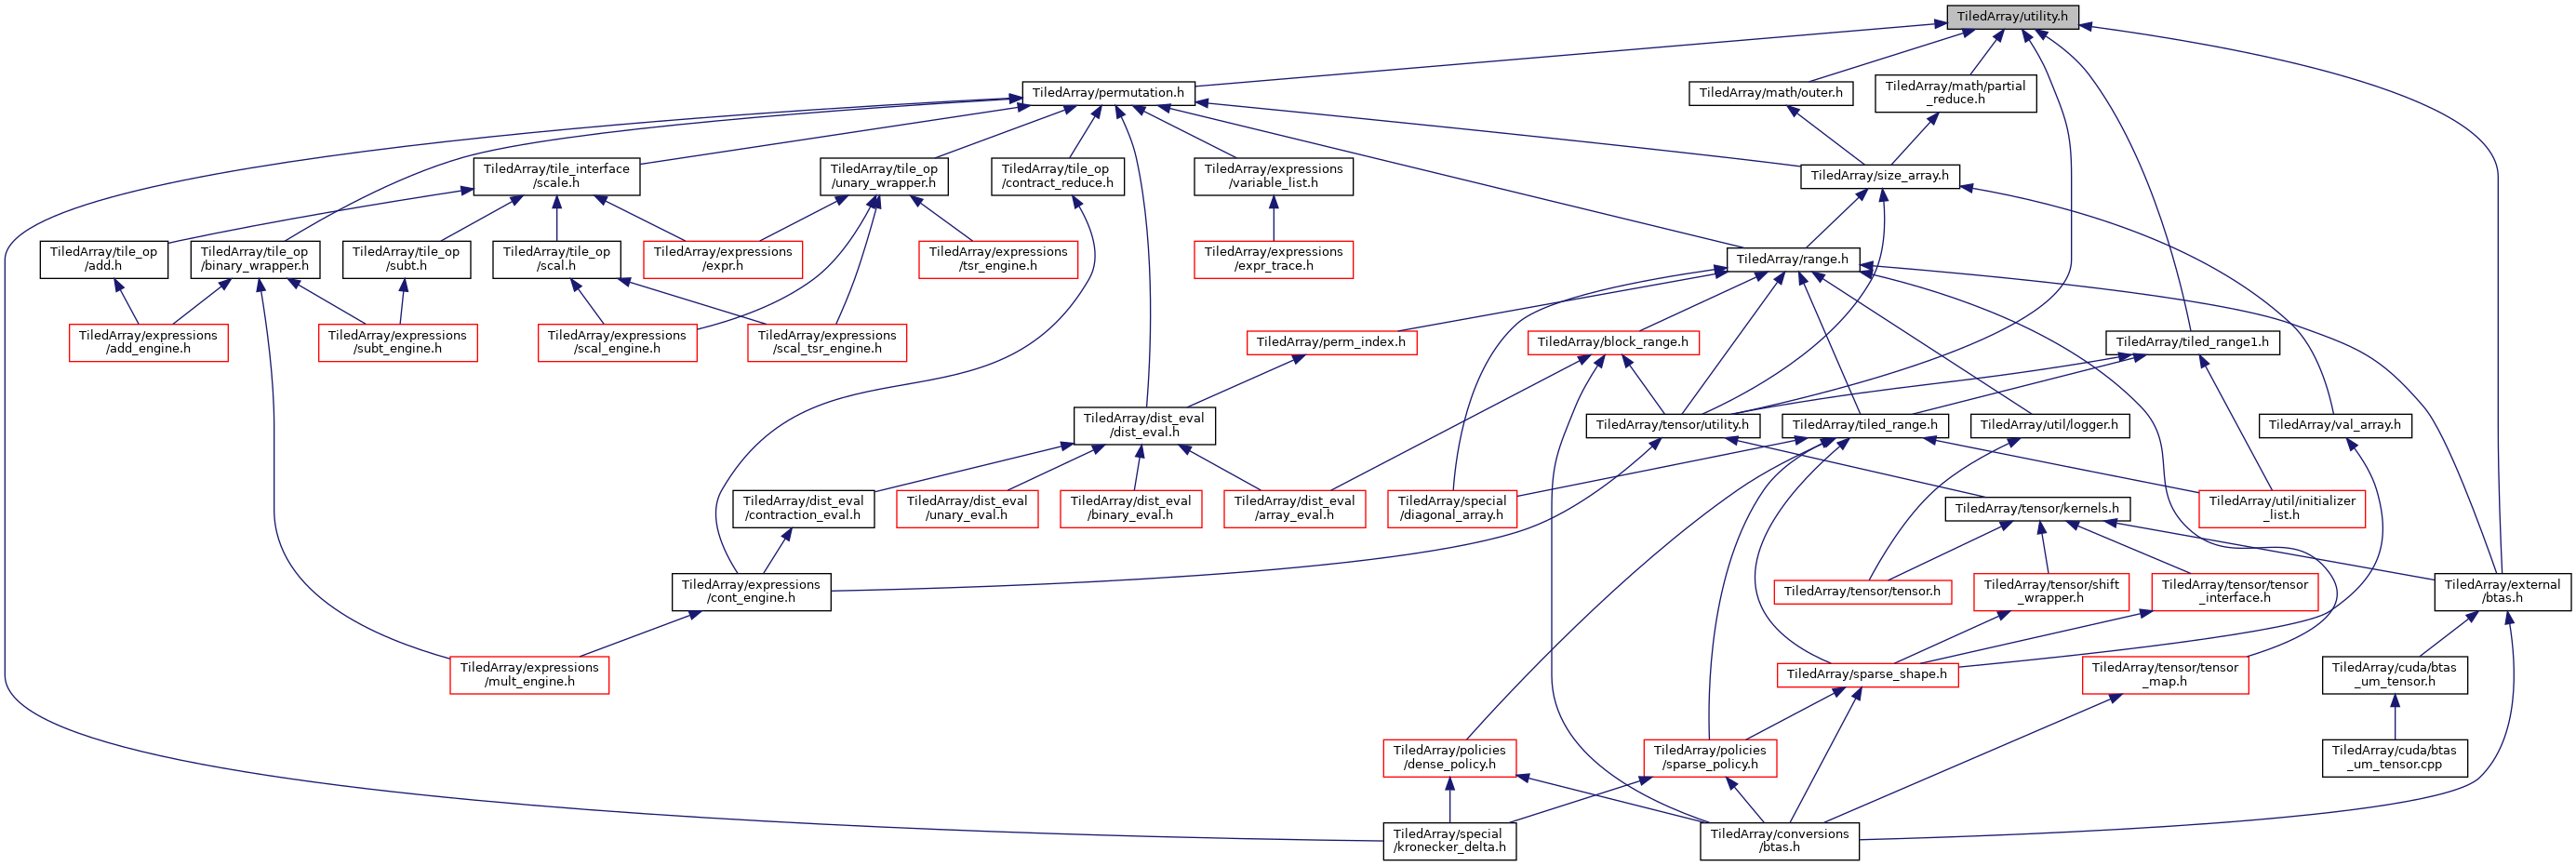 TiledArray/utility.h
TiledArray/permutation.h
TiledArray/math/outer.h
TiledArray/math/partial
_reduce.h
TiledArray/tile_interface
/scale.h
TiledArray/tile_op
/unary_wrapper.h
TiledArray/tile_op
/contract_reduce.h
TiledArray/expressions
/variable_list.h
TiledArray/size_array.h
TiledArray/tile_op
/add.h
TiledArray/tile_op
/binary_wrapper.h
TiledArray/tile_op
/subt.h
TiledArray/tile_op
/scal.h
TiledArray/expressions
/expr.h
TiledArray/expressions
/tsr_engine.h
TiledArray/expressions
/expr_trace.h
TiledArray/range.h
TiledArray/expressions
/add_engine.h
TiledArray/expressions
/subt_engine.h
TiledArray/expressions
/scal_engine.h
TiledArray/expressions
/scal_tsr_engine.h
TiledArray/perm_index.h
TiledArray/block_range.h
TiledArray/tiled_range1.h
TiledArray/dist_eval
/dist_eval.h
TiledArray/tensor/utility.h
TiledArray/tiled_range.h
TiledArray/util/logger.h
TiledArray/val_array.h
TiledArray/dist_eval
/contraction_eval.h
TiledArray/dist_eval
/unary_eval.h
TiledArray/dist_eval
/binary_eval.h
TiledArray/dist_eval
/array_eval.h
TiledArray/special
/diagonal_array.h
TiledArray/tensor/kernels.h
TiledArray/util/initializer
_list.h
TiledArray/expressions
/cont_engine.h
TiledArray/tensor/tensor.h
TiledArray/tensor/shift
_wrapper.h
TiledArray/tensor/tensor
_interface.h
TiledArray/external
/btas.h
TiledArray/expressions
/mult_engine.h
TiledArray/sparse_shape.h
TiledArray/tensor/tensor
_map.h
TiledArray/cuda/btas
_um_tensor.h
TiledArray/policies
/dense_policy.h
TiledArray/policies
/sparse_policy.h
TiledArray/cuda/btas
_um_tensor.cpp
TiledArray/special
/kronecker_delta.h
TiledArray/conversions
/btas.h